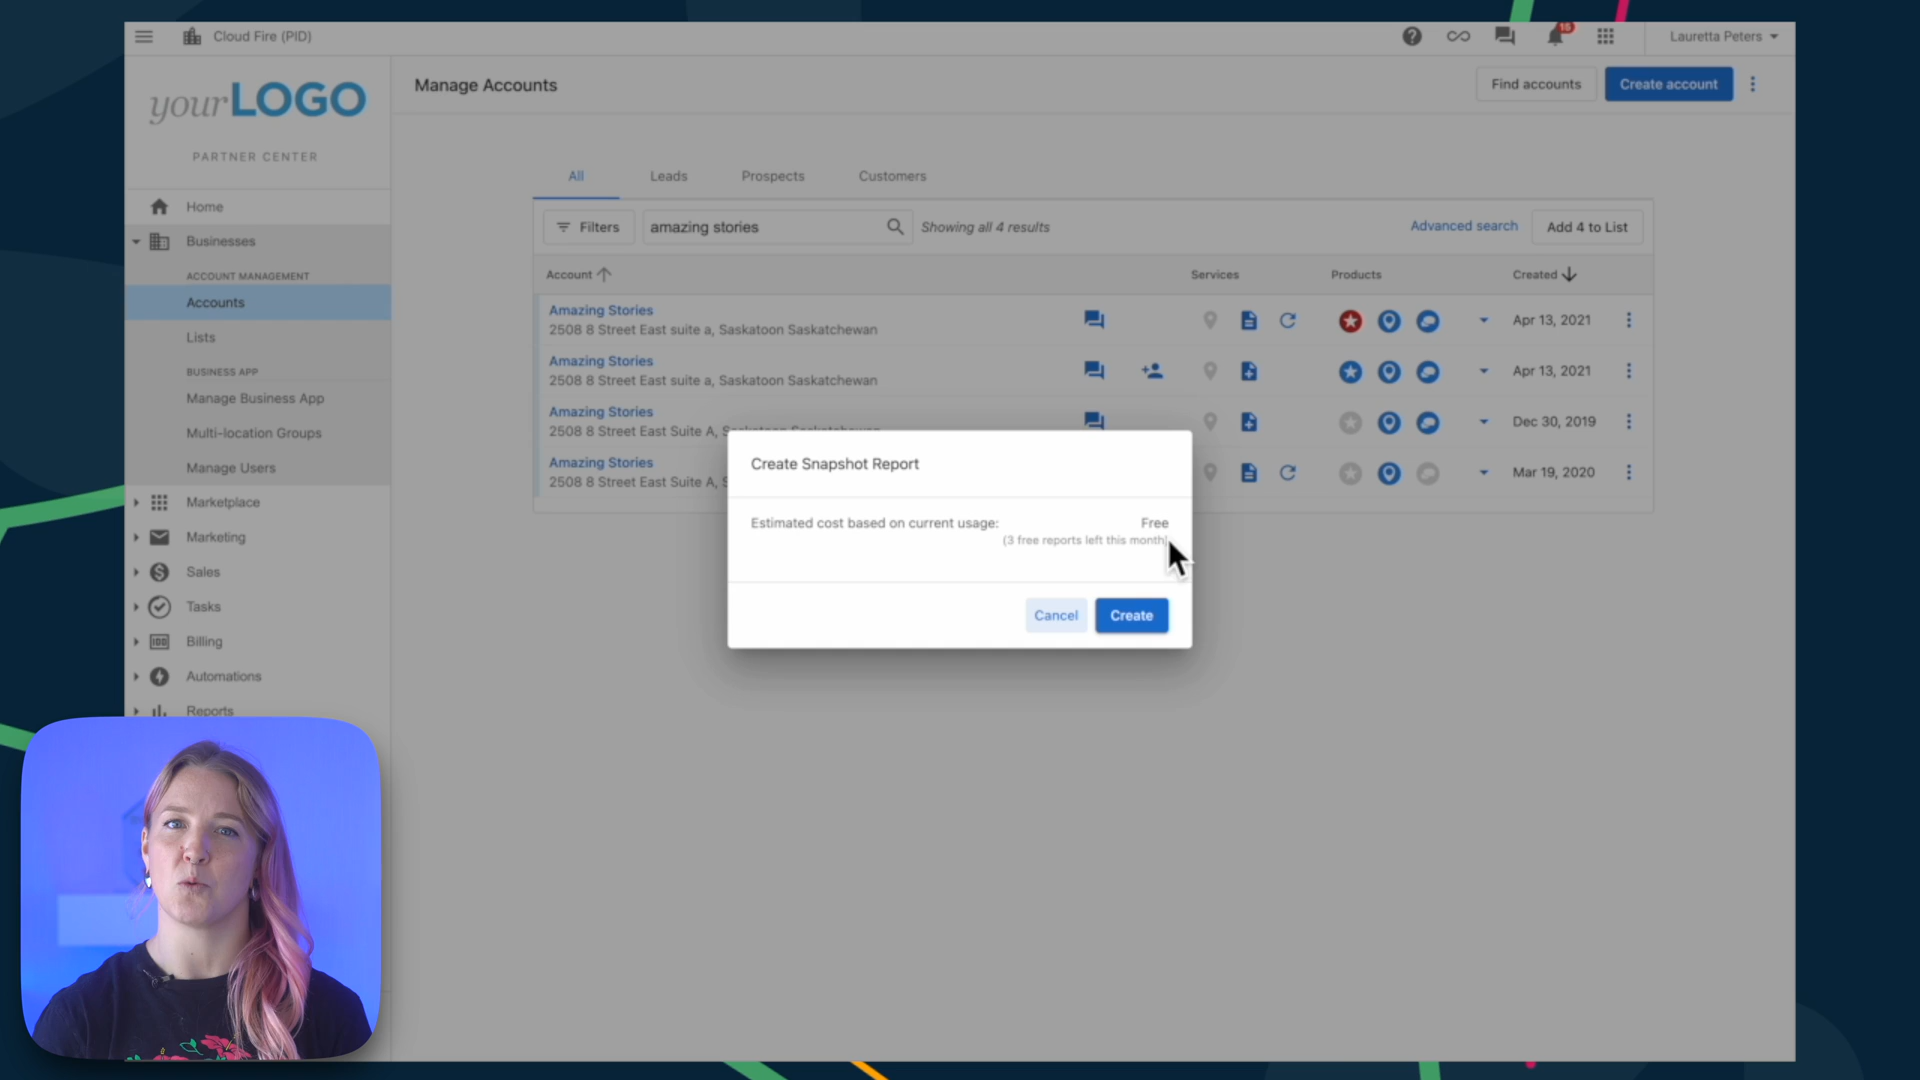 Cloud Fire (PID)
16
Lauretta Peters
yourLOGO
PARTNER CENTER
Manage Accounts
Find accounts
Create account
Home
Businesses
ACCOUNT MANAGEMENT
Accounts
Lists
BUSINESS APP
Manage Business App
Multi-location Groups
Manage Users
Marketplace
Marketing
Sales
Tasks
Billing
Automations
Reports
All Leads Prospects Customers
Filters amazing stories Showing all 4 results Advanced search Add 4 to List
Account Services Products Created
Amazing Stories
2508 8 Street East suite a, Saskatoon Saskatchewan
Apr 13, 2021
Amazing Stories
2508 8 Street East suite a, Saskatoon Saskatchewan
Apr 13, 2021
Amazing Stories
2508 8 Street East Suite A,
Dec 30, 2019
Amazing Stories
2508 8 Street East Suite A,
Mar 19, 2020
Create Snapshot Report
Estimated cost based on current usage: Free
(3 free reports left this month)
Cancel Create